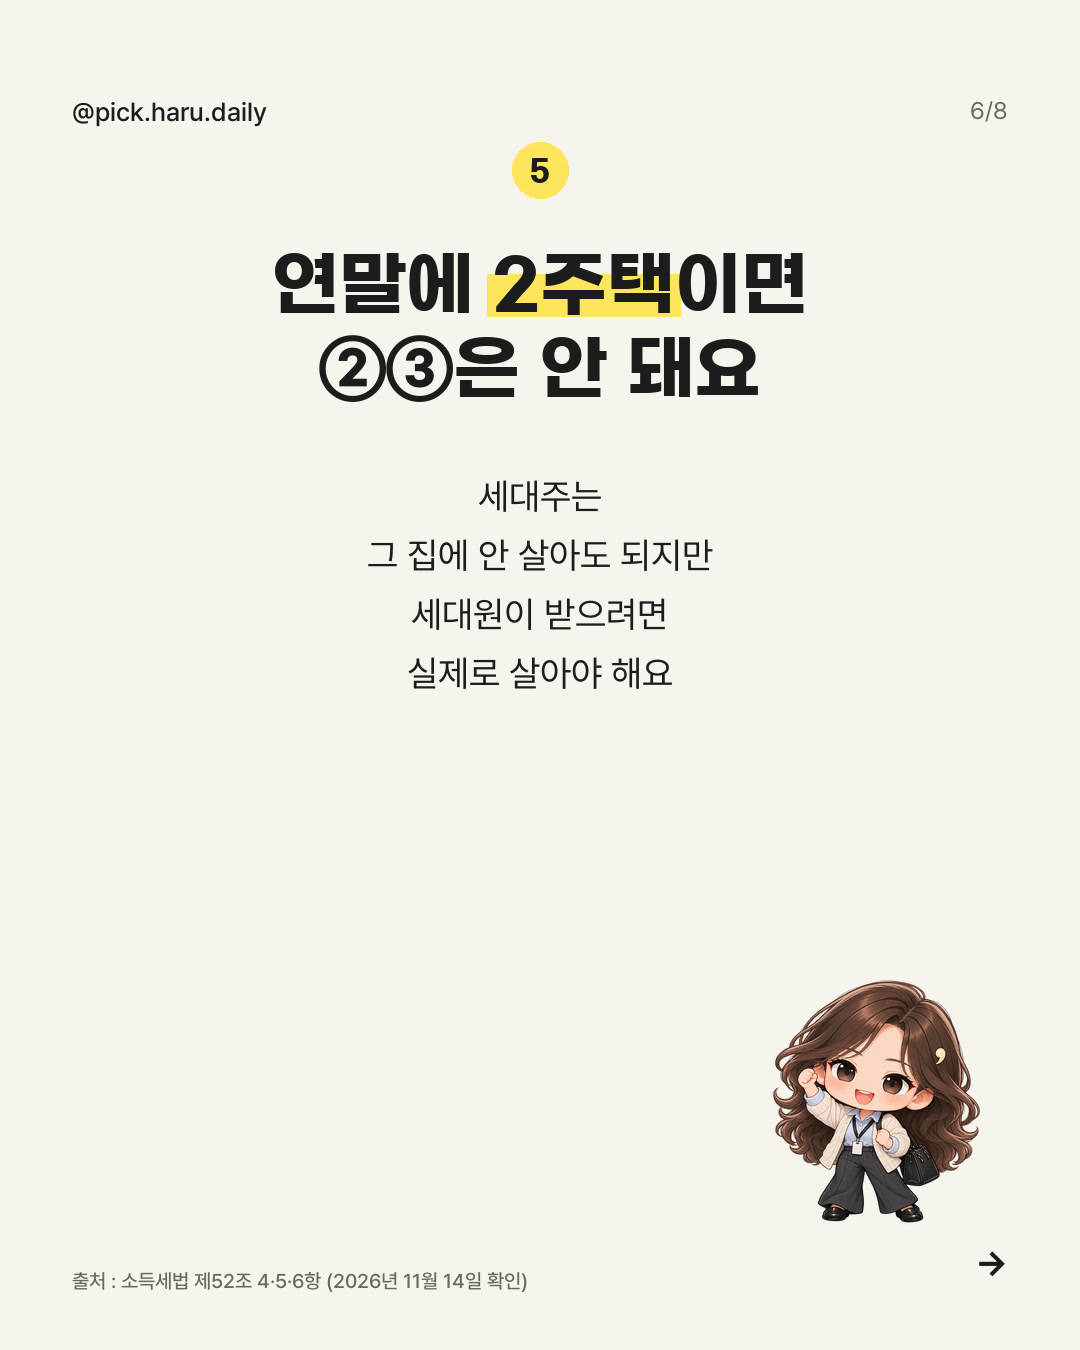 @pick.haru.daily
6/8
5
연말에 2주택이면
②③은 안 돼요
세대주는
그 집에 안 살아도 되지만
세대원이 받으려면
실제로 살아야 해요
→
출처 : 소득세법 제52조 4·5·6항 (2026년 11월 14일 확인)